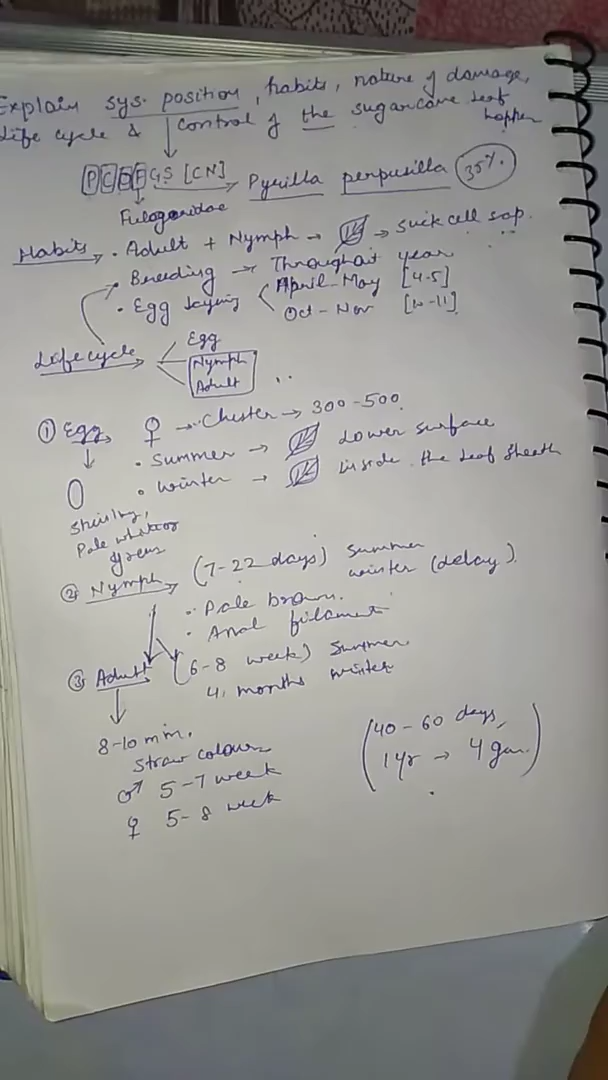 Explain sys. position, habits, nature of damage,
Life cycle & control of the sugarcane leaf
hopper
PCOFGS [CN] → Pyrilla perpusilla 35%.
Fulgoridae
Habits → • Adult + Nymph → → Suck cell sap.
• Breeding → Throughout year
• Egg laying April-May [4-5]
Oct-Nov [10-11]
Life cycle → Egg
Nymph
Adult
① Egg → ♀ → Cluster → 300-500.
• Summer → Lower surface
• Winter → inside the leaf sheath
Pale
green
② Nymph → (7-22 days) Summer
winter (delay).
• Pale brown.
• Anal filament
③ Adult (6-8 week) Summer
4. months winter
8-10 mm.
Straw colour
♂ 5-7 week
♀ 5-8 week
(40-60 days,
1 yr → 4 gen.)